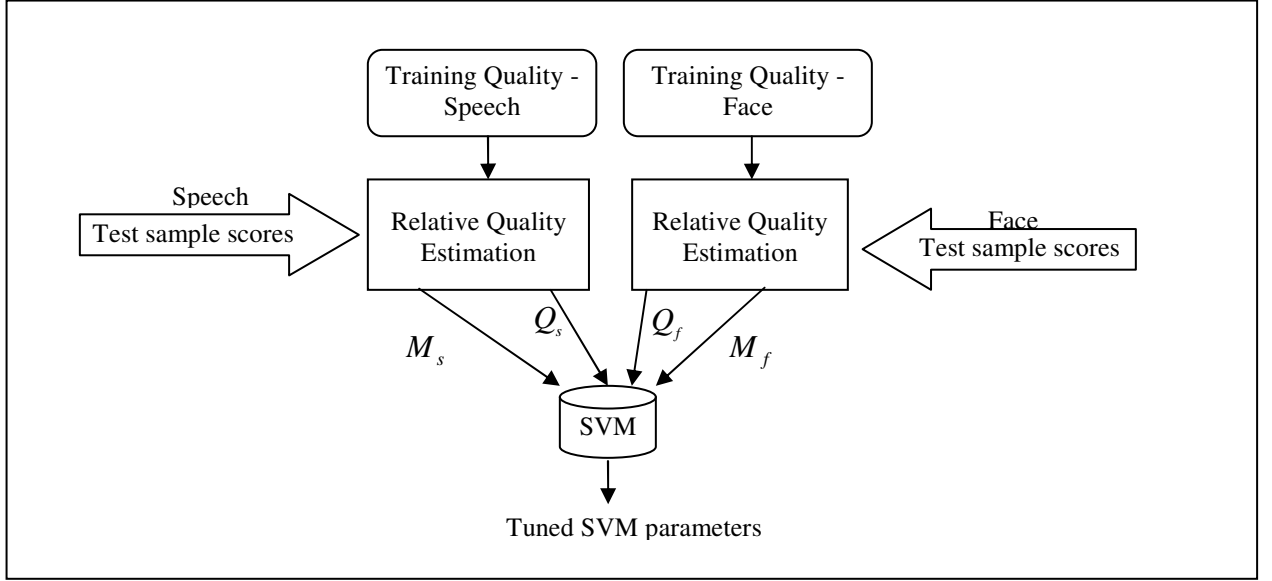 Training Quality -
Speech
Training Quality -
Face
Speech
Test sample scores
Relative Quality
Estimation
Relative Quality
Estimation
Face
Test sample scores
M_s
Q_s
Q_f
M_f
SVM
Tuned SVM parameters